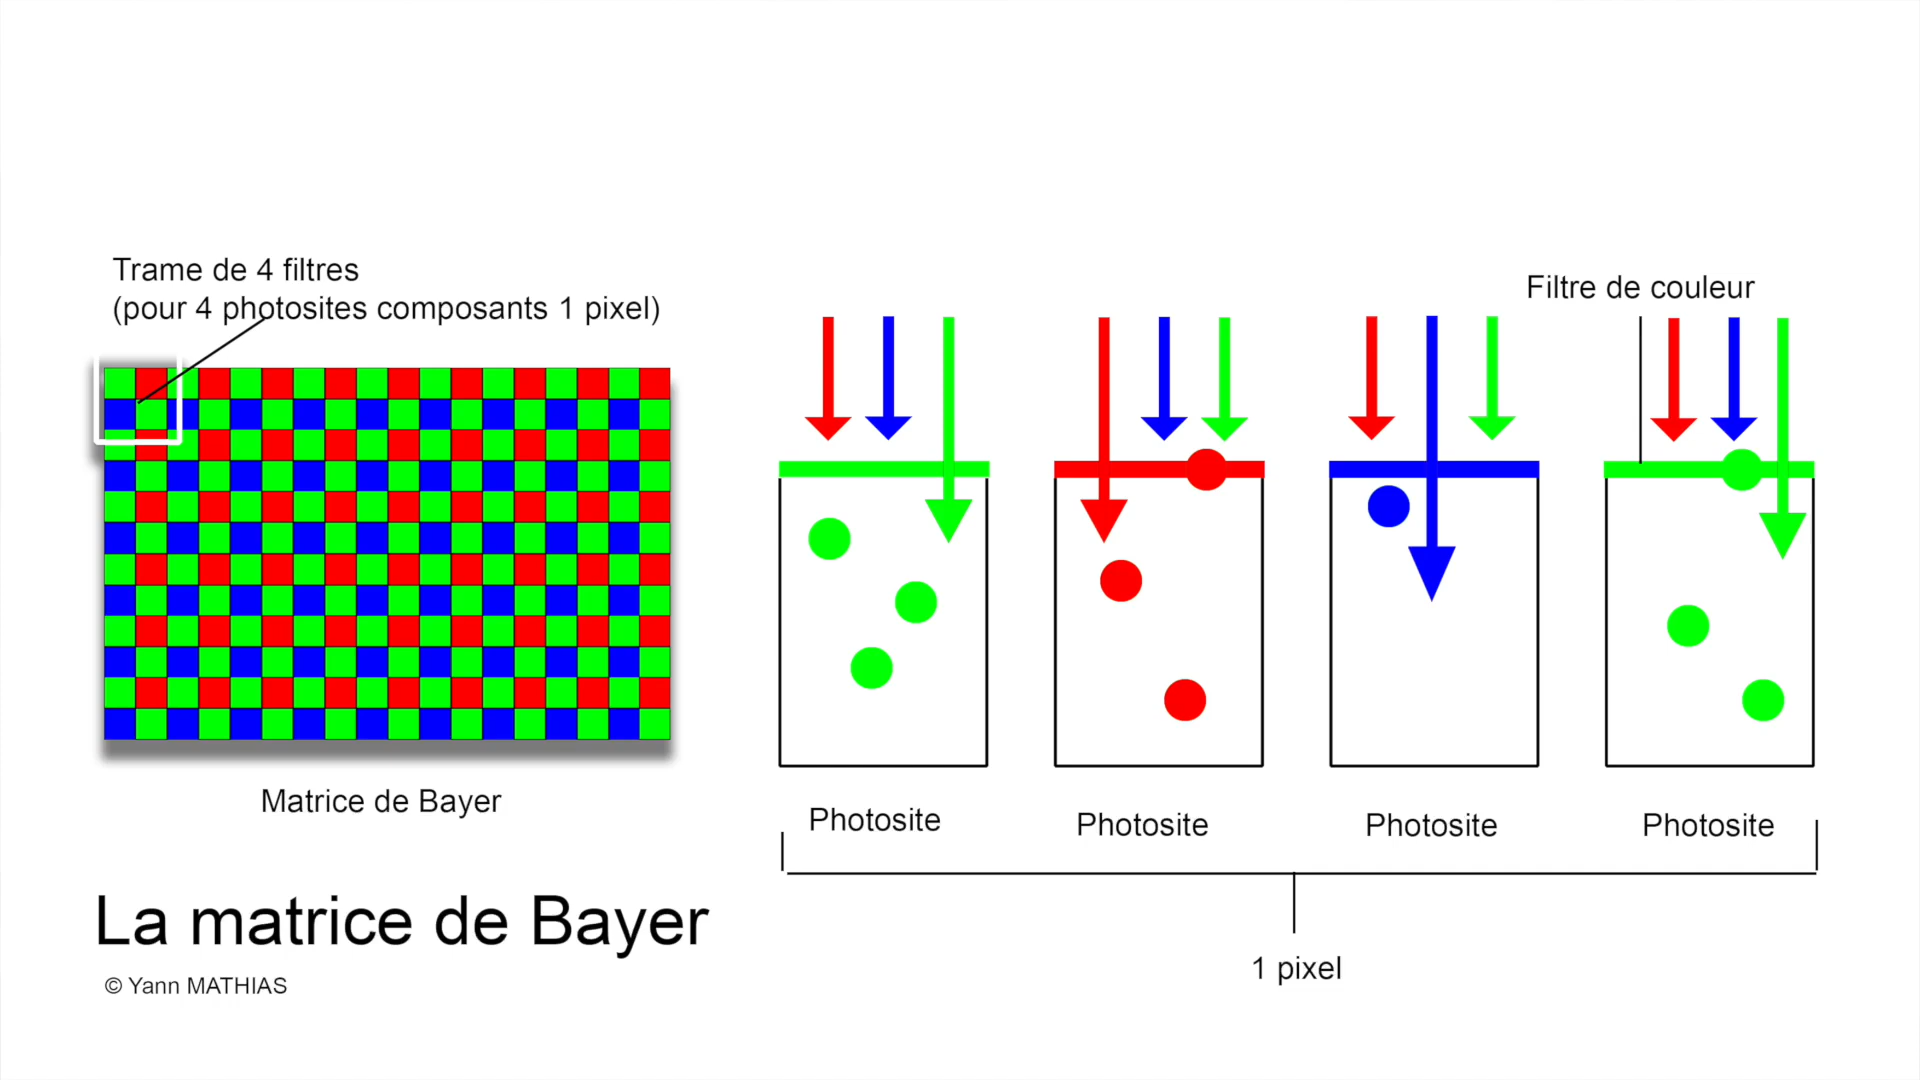 Trame de 4 filtres
(pour 4 photosites composants 1 pixel)
Filtre de couleur
Matrice de Bayer
Photosite
Photosite
Photosite
Photosite
La matrice de Bayer
1 pixel
© Yann MATHIAS